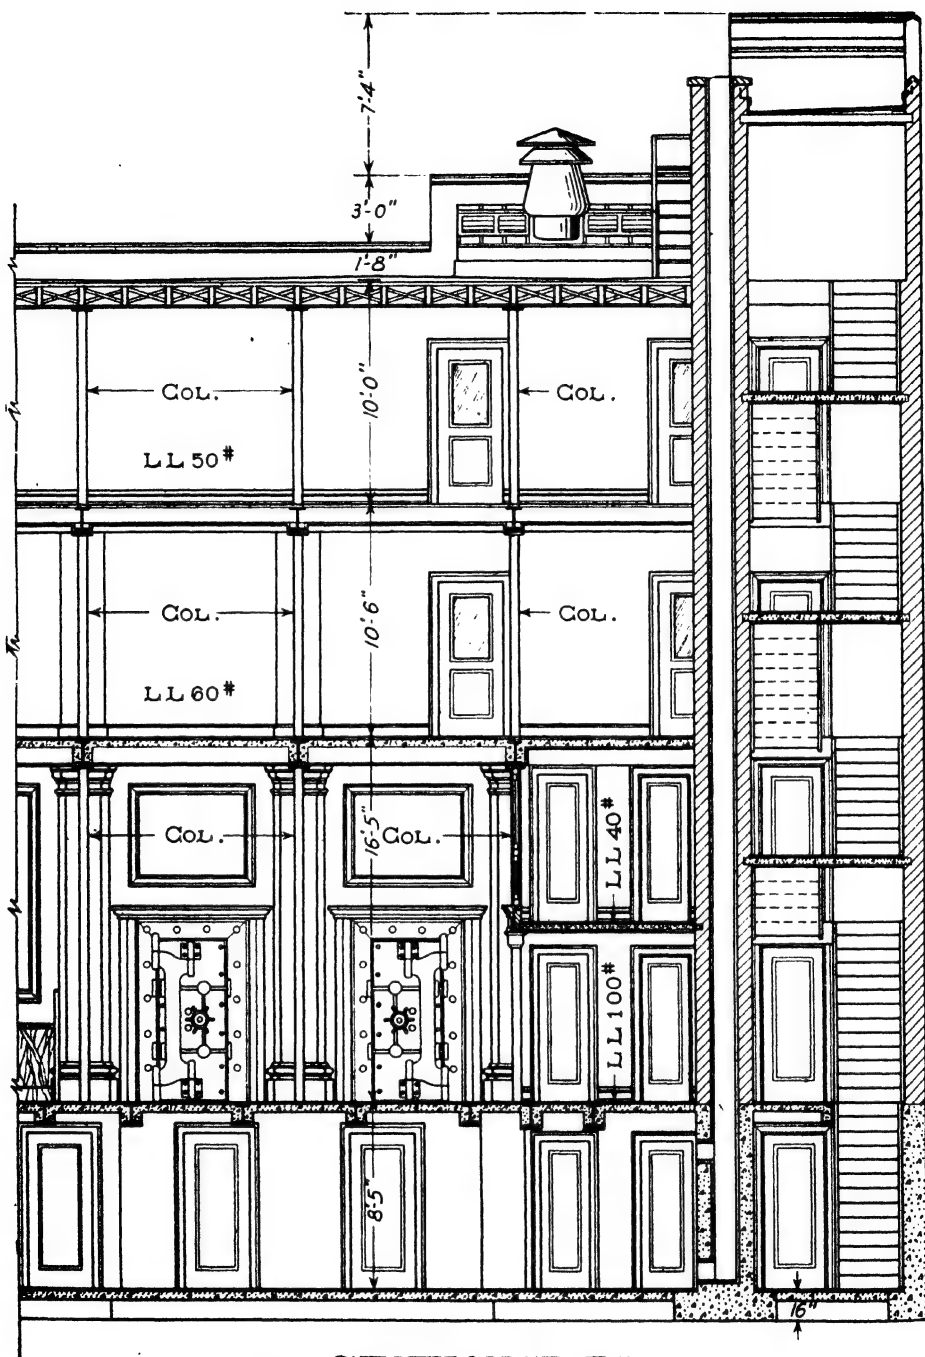 7'-4"
3'-0"
1'-8"
COL.
10'-0"
COL.
LL 50#
COL.
10'-6"
COL.
LL 60#
COL.
16'-5"
COL.
LL 40#
LL 100#
8'-5"
16"